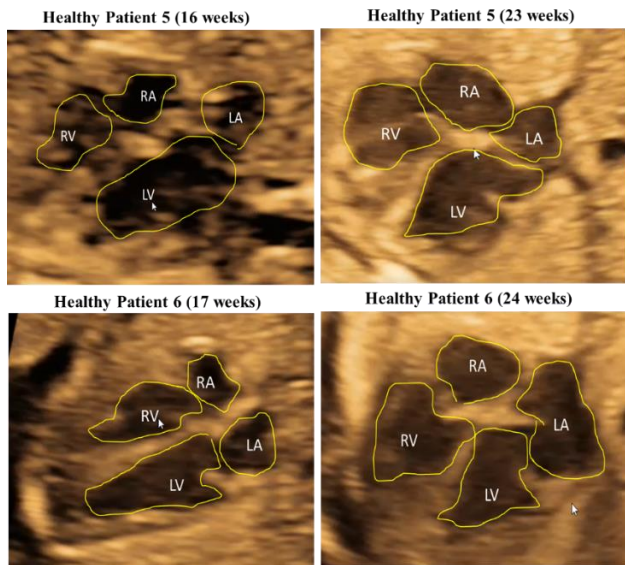 Healthy Patient 5 (16 weeks)
Healthy Patient 5 (23 weeks)
RA
RV
LA
LV
RA
RV
LA
LV
Healthy Patient 6 (17 weeks)
Healthy Patient 6 (24 weeks)
RA
RV
LA
LV
RA
RV
LA
LV